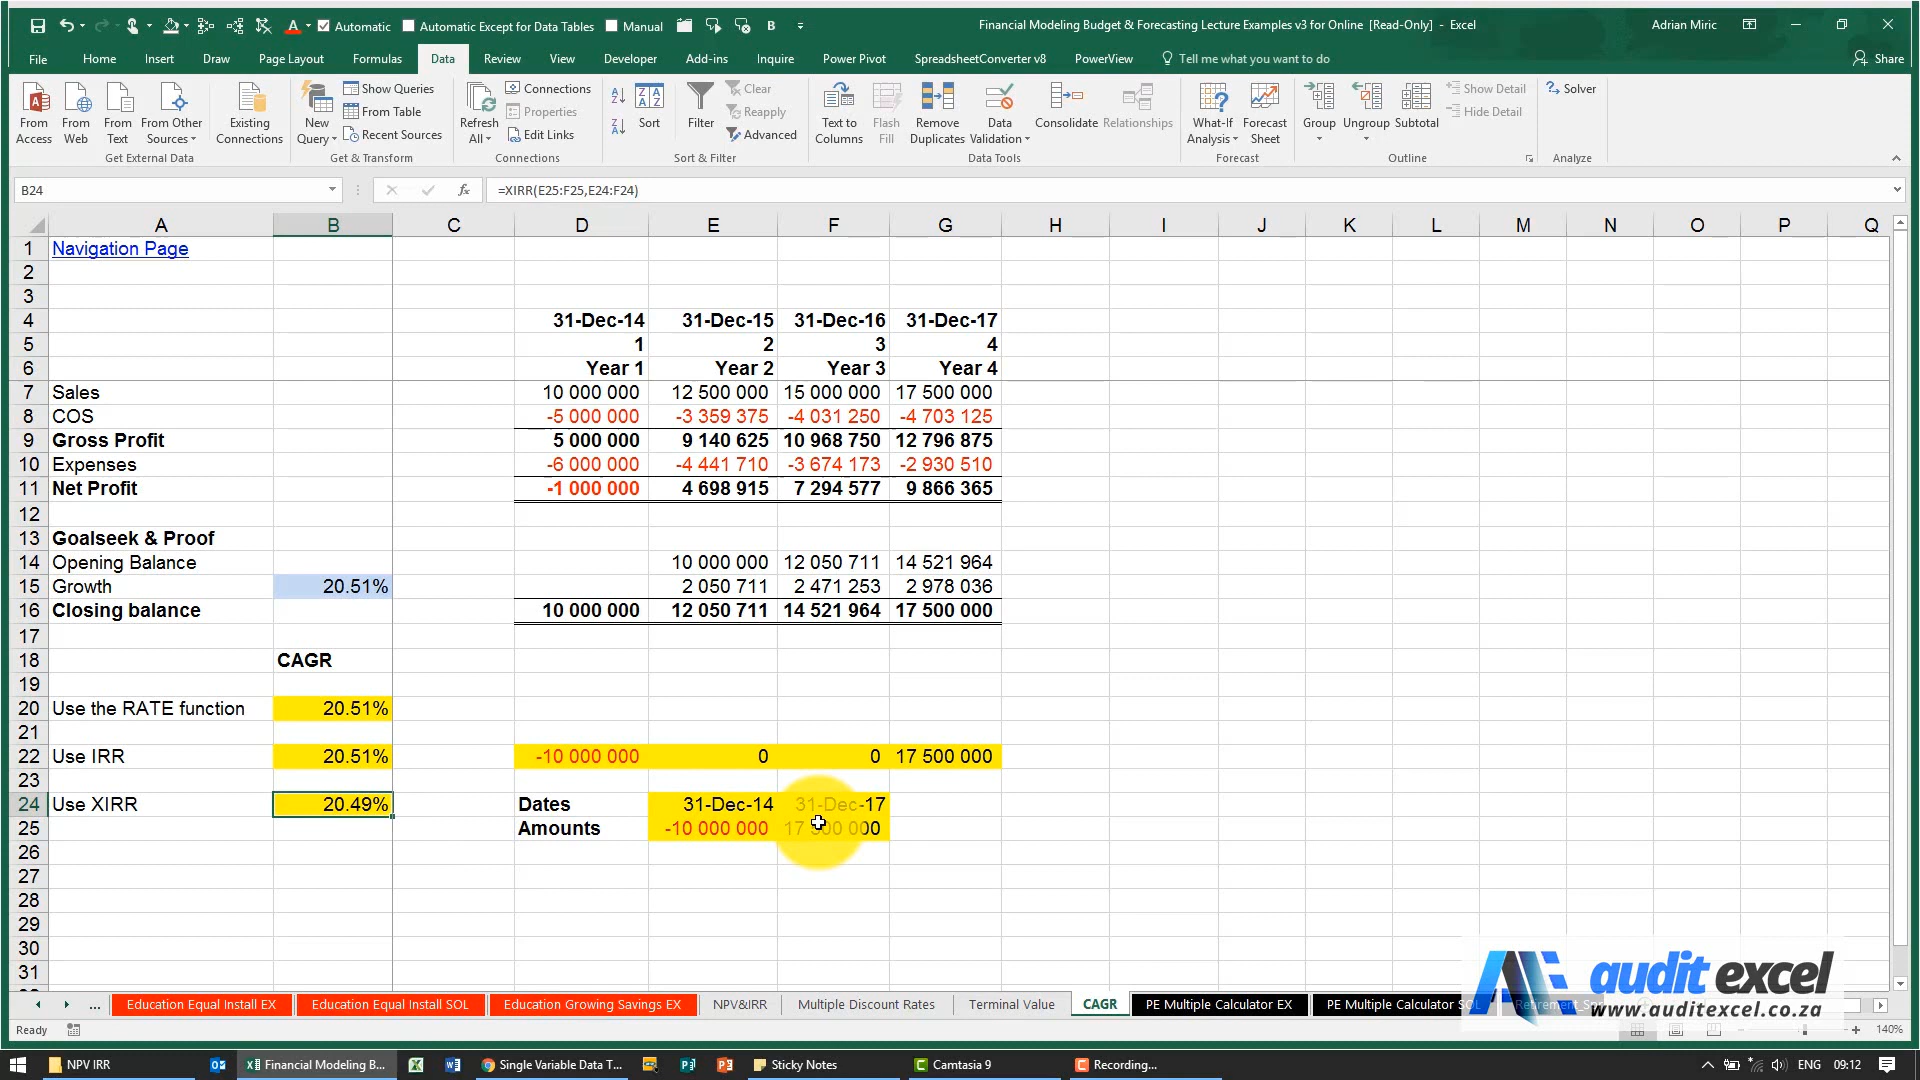 Automatic Automatic Except for Data Tables Manual B Financial Modeling Budget & Forecasting Lecture Examples v3 for Online [Read-Only] - Excel Adrian Miric
File Home Insert Draw Page Layout Formulas Data Review View Developer Add-ins Inquire Power Pivot SpreadsheetConverter v8 PowerView Tell me what you want to do Share
From Access From Web From Text From Other Sources Existing Connections
Get External Data
New Query Show Queries From Table Recent Sources
Get & Transform
Refresh All Connections Properties Edit Links
Connections
Sort Filter Clear Reapply Advanced
Sort & Filter
Text to Columns Flash Fill Remove Duplicates Data Validation Consolidate Relationships
Data Tools
What-If Analysis Forecast Sheet
Forecast
Group Ungroup Subtotal Show Detail Hide Detail
Outline
Solver
Analyze
B24 fx =XIRR(E25:F25,E24:F24)
A B C D E F G H I J K L M N O P Q
1 Navigation Page
2
3
4 31-Dec-14 31-Dec-15 31-Dec-16 31-Dec-17
5 1 2 3 4
6 Year 1 Year 2 Year 3 Year 4
7 Sales 10 000 000 12 500 000 15 000 000 17 500 000
8 COS -5 000 000 -3 359 375 -4 031 250 -4 703 125
9 Gross Profit 5 000 000 9 140 625 10 968 750 12 796 875
10 Expenses -6 000 000 -4 441 710 -3 674 173 -2 930 510
11 Net Profit -1 000 000 4 698 915 7 294 577 9 866 365
12
13 Goalseek & Proof
14 Opening Balance 10 000 000 12 050 711 14 521 964
15 Growth 20.51% 2 050 711 2 471 253 2 978 036
16 Closing balance 10 000 000 12 050 711 14 521 964 17 500 000
17
18 CAGR
19
20 Use the RATE function 20.51%
21
22 Use IRR 20.51% -10 000 000 0 0 17 500 000
23
24 Use XIRR 20.49% Dates 31-Dec-14 31-Dec-17
25 Amounts -10 000 000 17 500 000
26
27
28
29
30
31
audit excel
www.auditexcel.co.za
... Education Equal Install EX Education Equal Install SOL Education Growing Savings EX NPV&IRR Multiple Discount Rates Terminal Value CAGR PE Multiple Calculator EX PE Multiple Calculator SOL
Ready 140%
NPV IRR Financial Modeling B... Single Variable Data T... Sticky Notes Camtasia 9 Recording... ENG 09:12